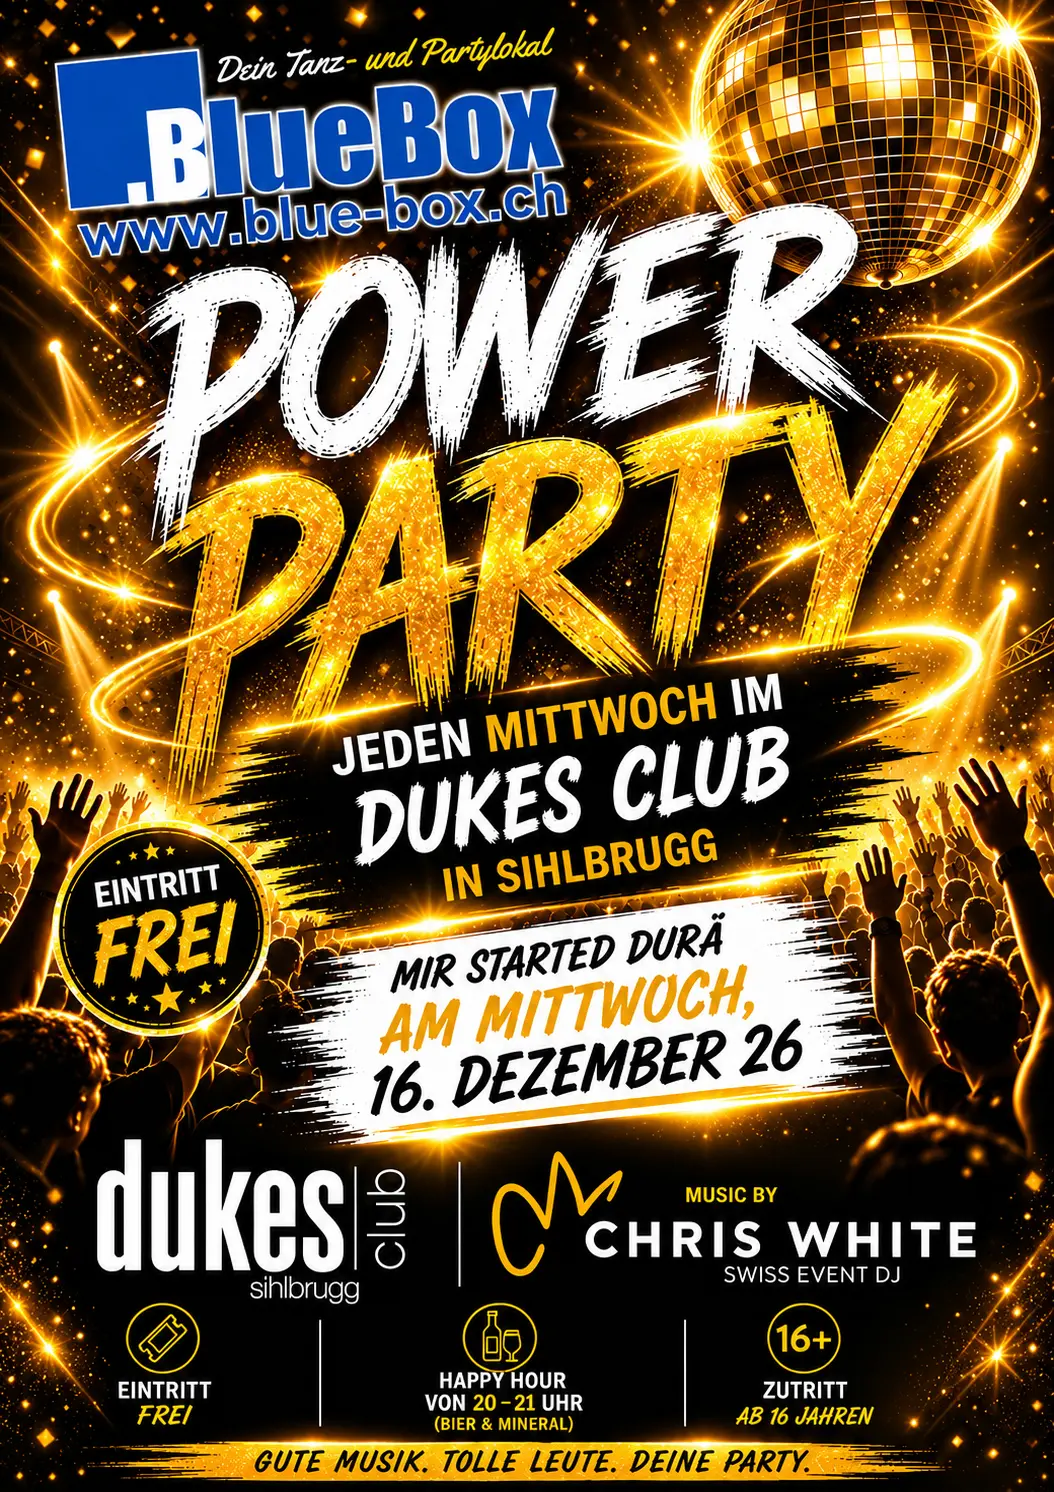 Dein Tanz- und Partylokal
.BlueBox
www.blue-box.ch
POWER
PARTY
JEDEN MITTWOCH IM
DUKES CLUB
IN SIHLBRUGG
EINTRITT
FREI
MIR STARTED DURÄ
AM MITTWOCH,
16. DEZEMBER 26
dukes club
sihlbrugg
MUSIC BY
CHRIS WHITE
SWISS EVENT DJ
EINTRITT
FREI
HAPPY HOUR
VON 20 – 21 UHR
(BIER & MINERAL)
16+
ZUTRITT
AB 16 JAHREN
GUTE MUSIK. TOLLE LEUTE. DEINE PARTY.